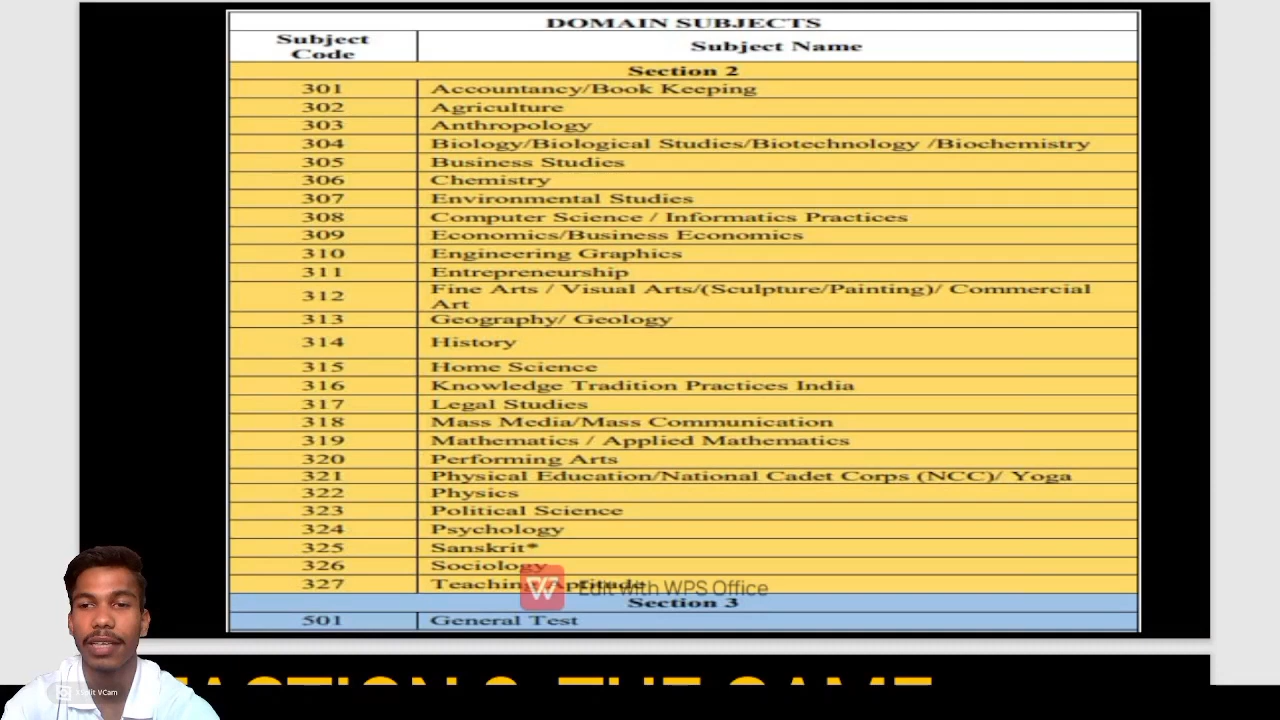 DOMAIN SUBJECTS
Subject Code Subject Name
Section 2
301 Accountancy/Book Keeping
302 Agriculture
303 Anthropology
304 Biology/Biological Studies/Biotechnology /Biochemistry
305 Business Studies
306 Chemistry
307 Environmental Studies
308 Computer Science / Informatics Practices
309 Economics/Business Economics
310 Engineering Graphics
311 Entrepreneurship
312 Fine Arts / Visual Arts/(Sculpture/Painting)/ Commercial
Art
313 Geography/ Geology
314 History
315 Home Science
316 Knowledge Tradition Practices India
317 Legal Studies
318 Mass Media/Mass Communication
319 Mathematics / Applied Mathematics
320 Performing Arts
321 Physical Education/National Cadet Corps (NCC)/ Yoga
322 Physics
323 Political Science
324 Psychology
325 Sanskrit*
326 Sociology
327 Teaching Aptitude
Edit with WPS Office
Section 3
501 General Test
XSplit VCam